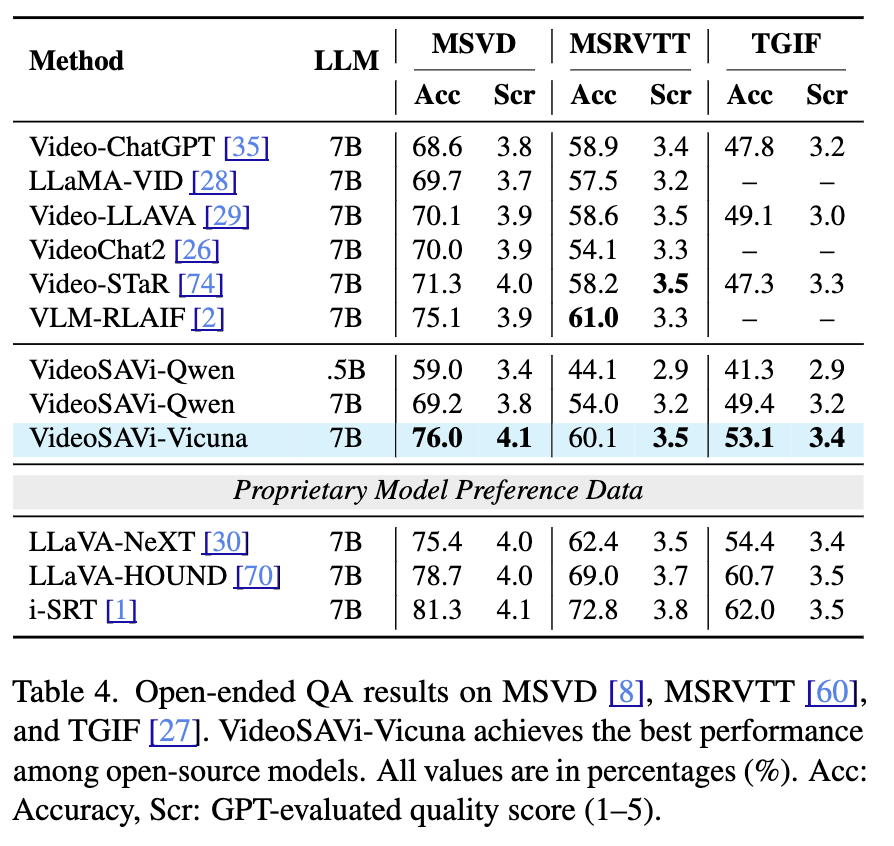 Method LLM MSVD MSRVTT TGIF
Acc Scr Acc Scr Acc Scr
Video-ChatGPT [35] 7B 68.6 3.8 58.9 3.4 47.8 3.2
LLaMA-VID [28] 7B 69.7 3.7 57.5 3.2 – –
Video-LLAVA [29] 7B 70.1 3.9 58.6 3.5 49.1 3.0
VideoChat2 [26] 7B 70.0 3.9 54.1 3.3 – –
Video-STaR [74] 7B 71.3 4.0 58.2 3.5 47.3 3.3
VLM-RLAIF [2] 7B 75.1 3.9 61.0 3.3 – –
VideoSAVi-Qwen .5B 59.0 3.4 44.1 2.9 41.3 2.9
VideoSAVi-Qwen 7B 69.2 3.8 54.0 3.2 49.4 3.2
VideoSAVi-Vicuna 7B 76.0 4.1 60.1 3.5 53.1 3.4
Proprietary Model Preference Data
LLaVA-NeXT [30] 7B 75.4 4.0 62.4 3.5 54.4 3.4
LLaVA-HOUND [70] 7B 78.7 4.0 69.0 3.7 60.7 3.5
i-SRT [1] 7B 81.3 4.1 72.8 3.8 62.0 3.5
Table 4. Open-ended QA results on MSVD [8], MSRVTT [60],
and TGIF [27]. VideoSAVi-Vicuna achieves the best performance
among open-source models. All values are in percentages (%). Acc:
Accuracy, Scr: GPT-evaluated quality score (1–5).